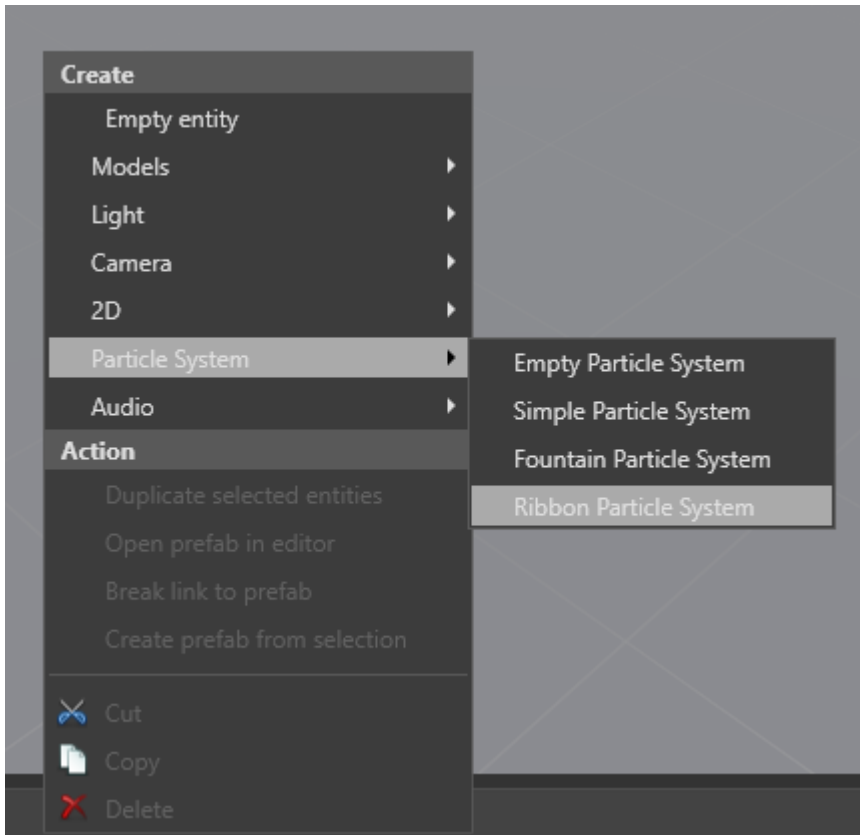 Create
Empty entity
Models
Light
Camera
2D
Particle System
Empty Particle System
Simple Particle System
Fountain Particle System
Ribbon Particle System
Audio
Action
Duplicate selected entities
Open prefab in editor
Break link to prefab
Create prefab from selection
Cut
Copy
Delete